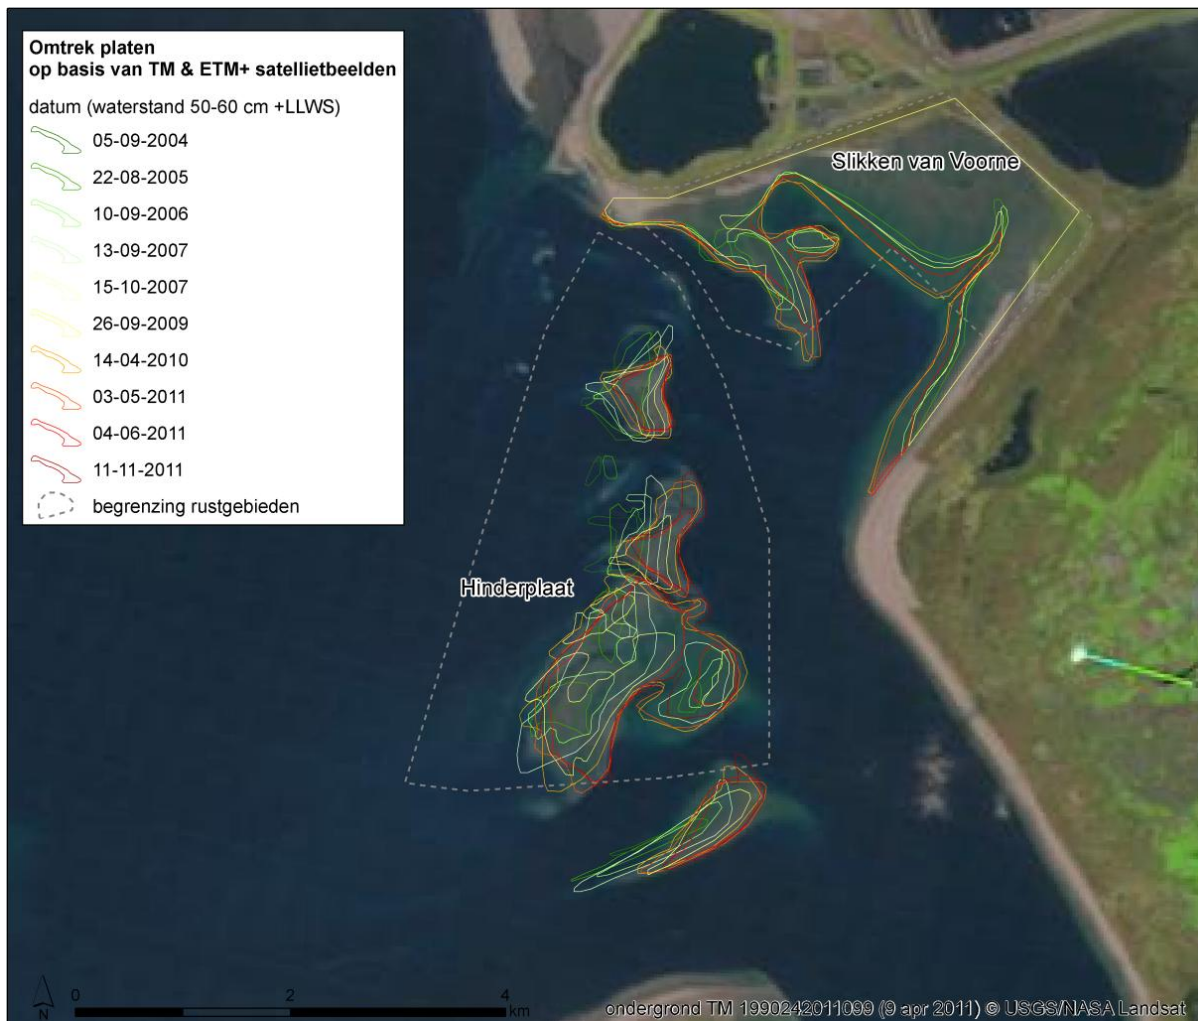 Omtrek platen
op basis van TM & ETM+ satellietbeelden
datum (waterstand 50-60 cm +LLWS)
05-09-2004
22-08-2005
10-09-2006
13-09-2007
15-10-2007
26-09-2009
14-04-2010
03-05-2011
04-06-2011
11-11-2011
begrenzing rustgebieden
Slikken van Voorne
Hinderplaat
0 2 4
km
N
ondergrond TM 1990242011099 (9 apr 2011) © USGS/NASA Landsat